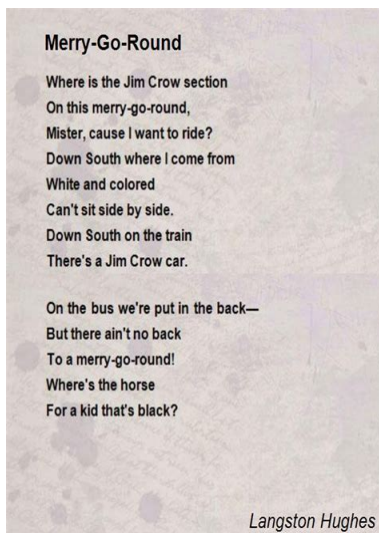 Merry-Go-Round
Where is the Jim Crow section
On this merry-go-round,
Mister, cause I want to ride?
Down South where I come from
White and colored
Can't sit side by side.
Down South on the train
There's a Jim Crow car.
On the bus we're put in the back—
But there ain't no back
To a merry-go-round!
Where's the horse
For a kid that's black?
Langston Hughes